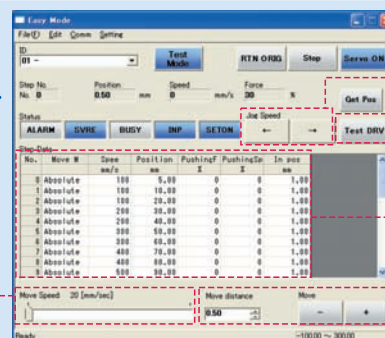 Easy Mode
File(F) Edit Comm Setting
ID
01 -
Test Mode
RTN ORIG
Stop
Servo ON
Step No. Position Speed Force
No. 0 0.50 mm 0 mm/s 30 %
Get Pos
Status
Jog Speed
ALARM SVRE BUSY INP SETON ← → Test DRV
Step Data
No. Move M Spee Position PushingF PushingSp In pos
mm/s mm % % mm
0 Absolute 100 5.00 0 0 1.00
1 Absolute 100 10.00 0 0 1.00
2 Absolute 100 20.00 0 0 1.00
3 Absolute 200 30.00 0 0 1.00
4 Absolute 200 40.00 0 0 1.00
5 Absolute 300 50.00 0 0 1.00
6 Absolute 300 60.00 0 0 1.00
7 Absolute 400 70.00 0 0 1.00
8 Absolute 400 80.00 0 0 1.00
9 Absolute 500 90.00 0 0 1.00
Move Speed 20 [mm/sec] Move distance Move
0.50 - +
Ready -100.00 ~ 300.00